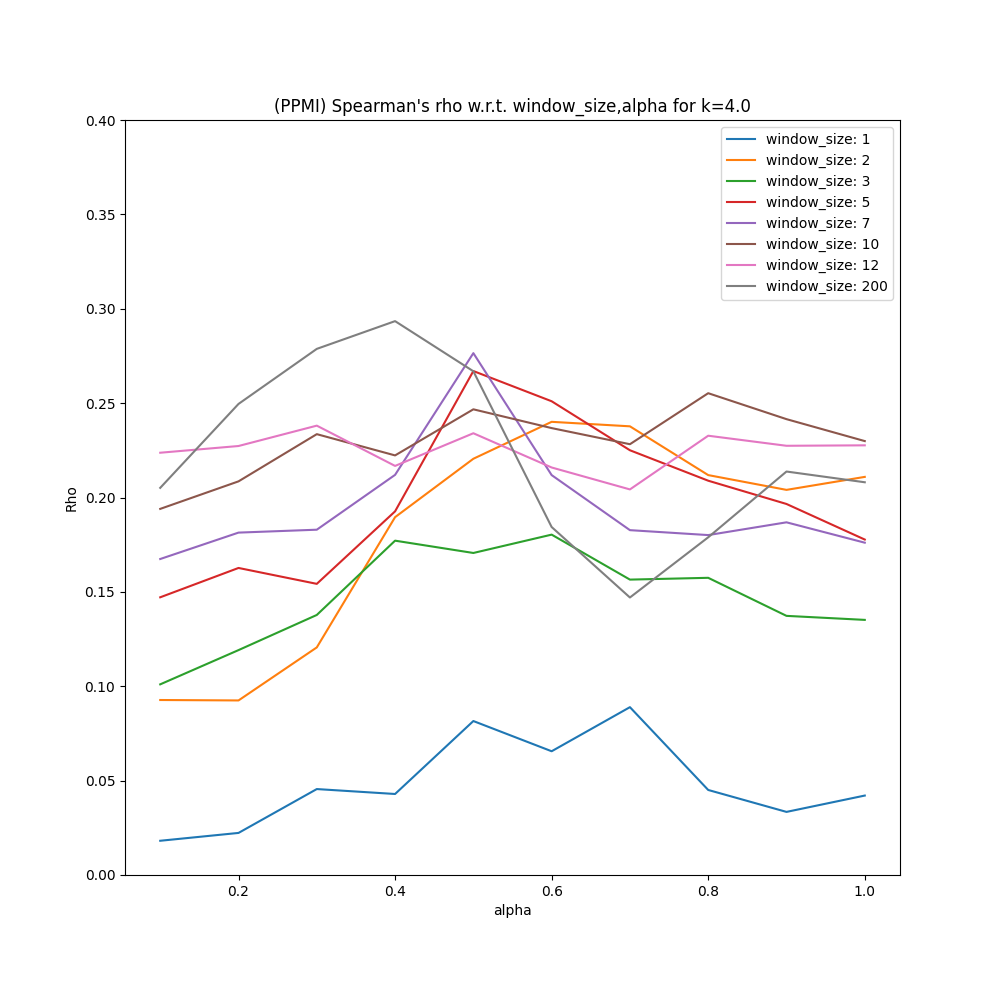 (PPMI) Spearman's rho w.r.t. window_size,alpha for k=4.0
0.40
0.35
0.30
0.25
0.20
0.15
0.10
0.05
0.00
Rho
window_size: 1
window_size: 2
window_size: 3
window_size: 5
window_size: 7
window_size: 10
window_size: 12
window_size: 200
0.2 0.4 0.6 0.8 1.0
alpha